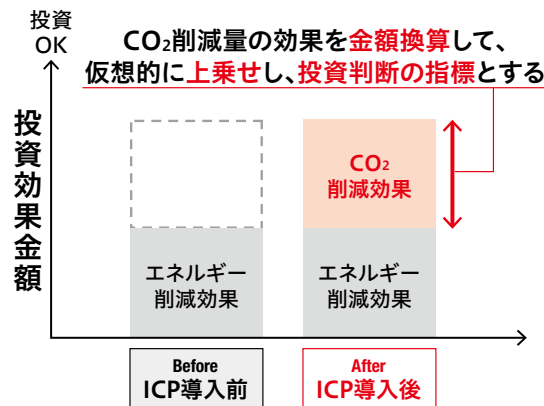 投資
OK
CO₂削減量の効果を金額換算して、
仮想的に上乗せし、投資判断の指標とする
投資効果金額
CO₂
削減効果
エネルギー
削減効果
エネルギー
削減効果
Before
ICP導入前
After
ICP導入後